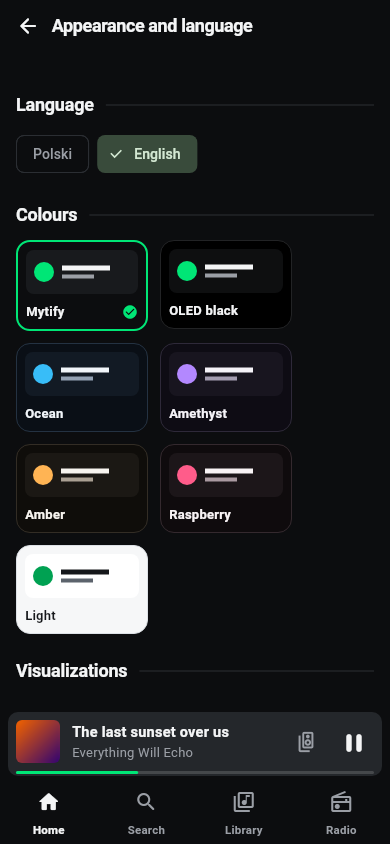 Appearance and language
Language
Polski
English
Colours
Mytify
OLED black
Ocean
Amethyst
Amber
Raspberry
Light
Visualizations
The last sunset over us
Everything Will Echo
Home
Search
Library
Radio